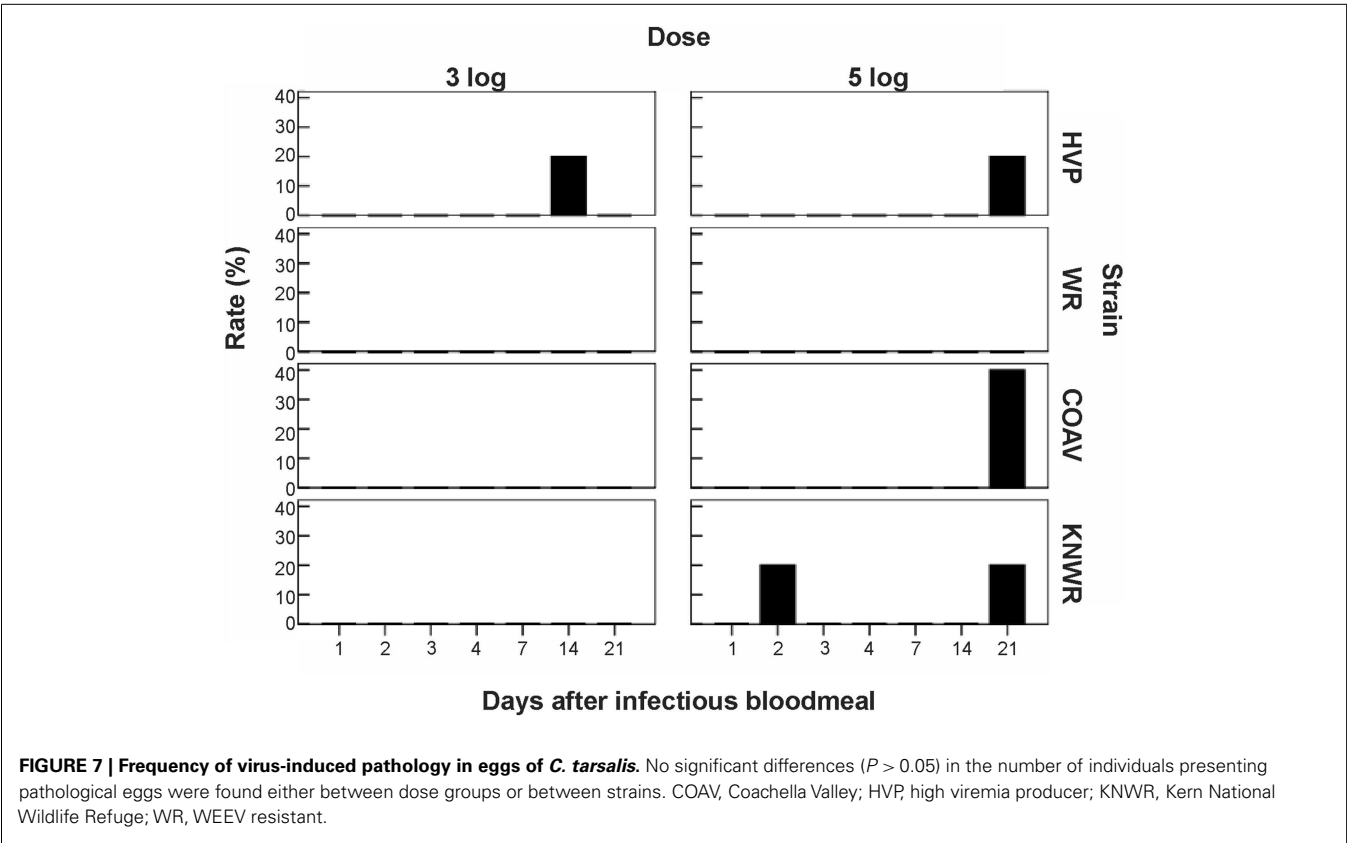 Dose
3 log 5 log
40
30
20
10
0
HVP
40
30
20
10
0
WR
40
30
20
10
0
COAV
40
30
20
10
0
KNWR
Rate (%)
Strain
1 2 3 4 7 14 21 1 2 3 4 7 14 21
Days after infectious bloodmeal
FIGURE 7 | Frequency of virus-induced pathology in eggs of C. tarsalis. No significant differences (P > 0.05) in the number of individuals presenting
pathological eggs were found either between dose groups or between strains. COAV, Coachella Valley; HVP, high viremia producer; KNWR, Kern National
Wildlife Refuge; WR, WEEV resistant.